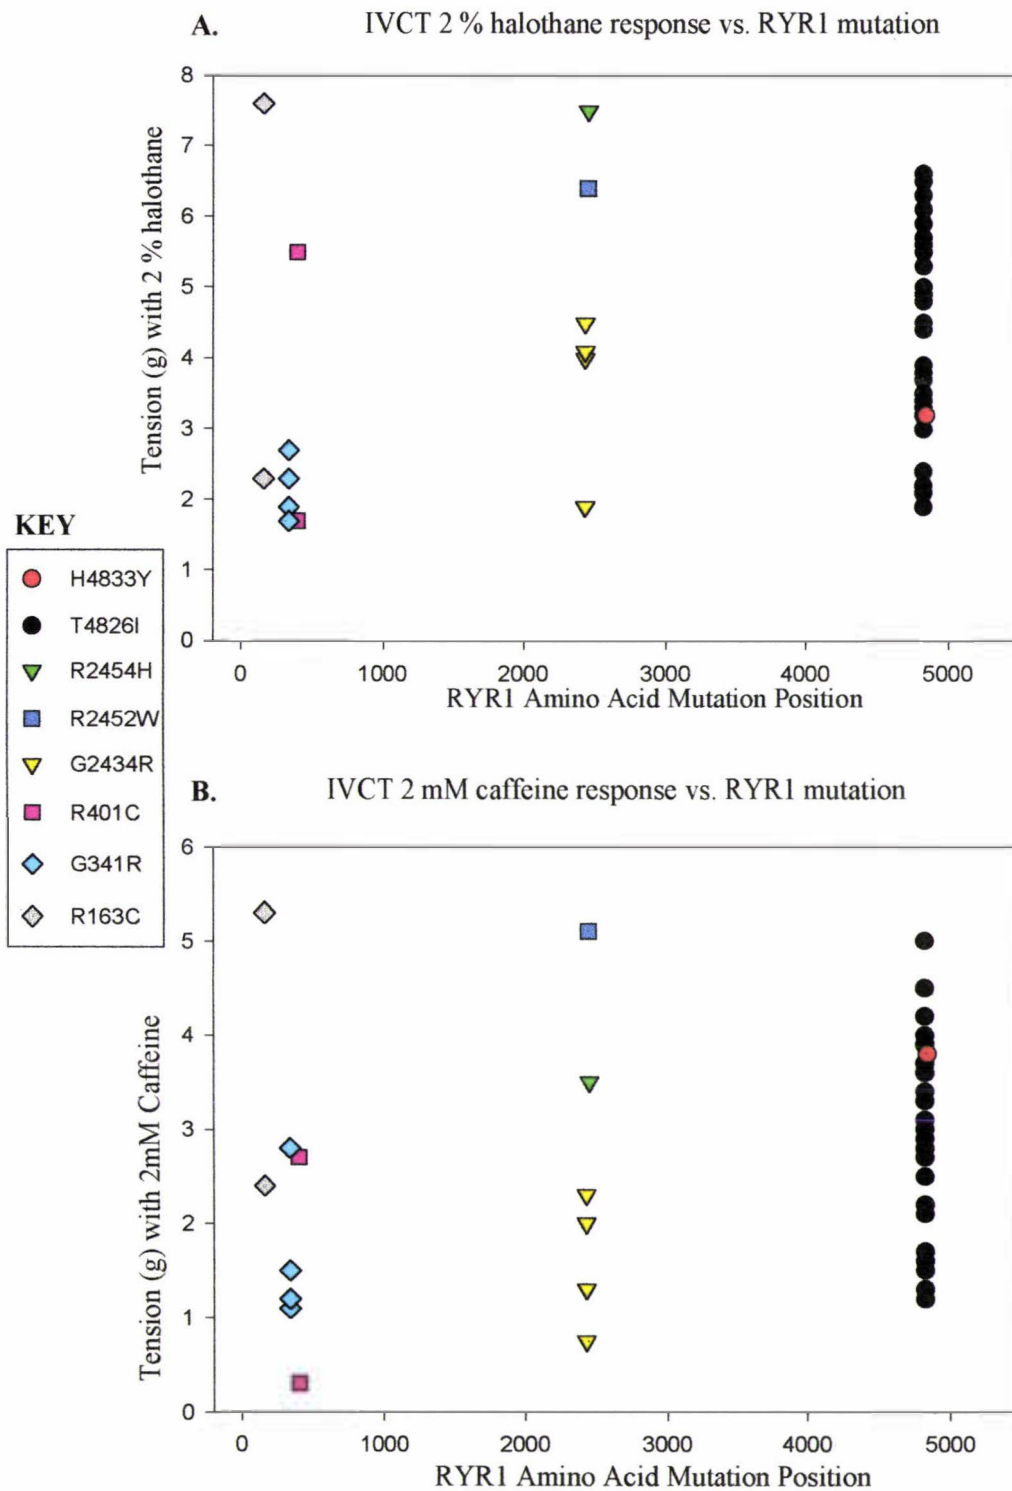 A. IVCT 2 % halothane response vs. RYR1 mutation
8
7
6
5
4
3
2
1
0
Tension (g) with 2 % halothane
0 1000 2000 3000 4000 5000
RYR1 Amino Acid Mutation Position
KEY
H4833Y
T4826I
R2454H
R2452W
G2434R
R401C
G341R
R163C
B. IVCT 2 mM caffeine response vs. RYR1 mutation
6
5
4
3
2
1
0
Tension (g) with 2mM Caffeine
0 1000 2000 3000 4000 5000
RYR1 Amino Acid Mutation Position